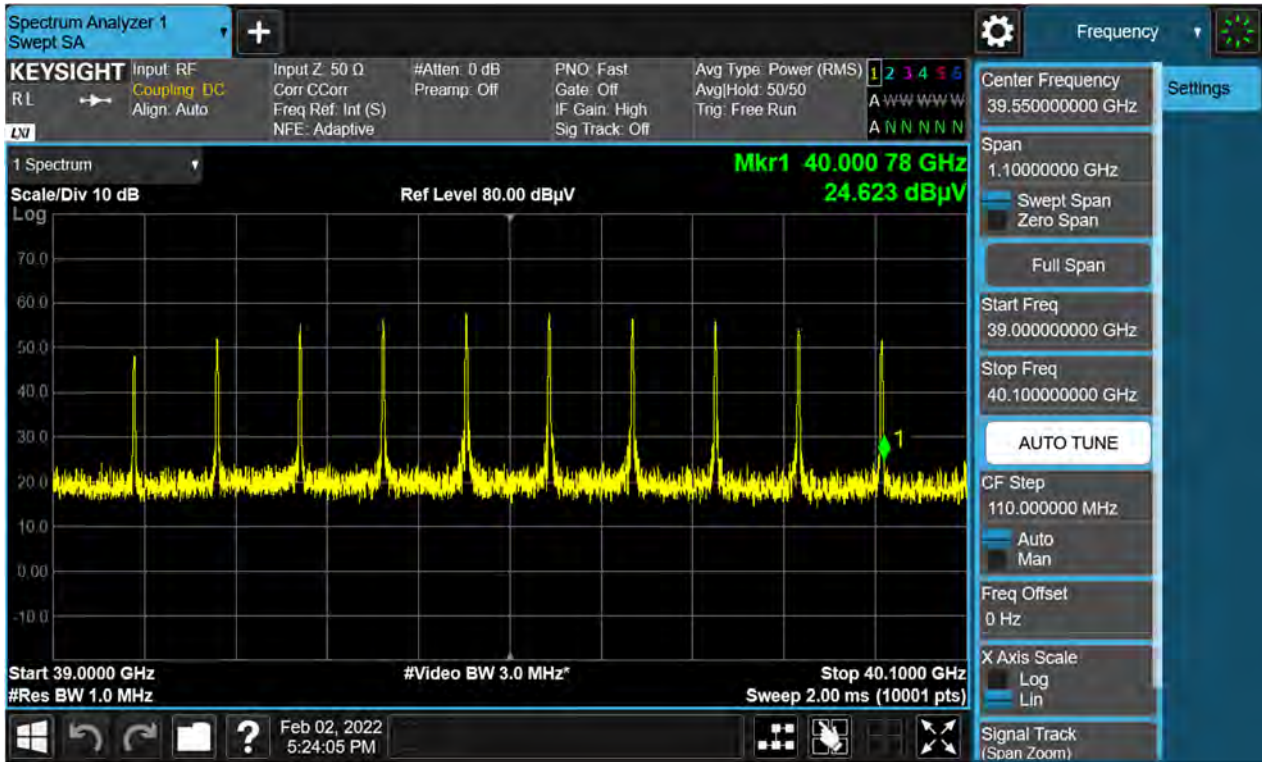 Spectrum Analyzer 1
Swept SA
+
Frequency
KEYSIGHT
RL
LXI
Input: RF
Coupling: DC
Align: Auto
Input Z: 50 Ω
Corr CCorr
Freq Ref: Int (S)
NFE: Adaptive
#Atten: 0 dB
Preamp: Off
PNO: Fast
Gate: Off
IF Gain: High
Sig Track: Off
Avg Type: Power (RMS)
Avg|Hold: 50/50
Trig: Free Run
1 2 3 4 5 6
A W W W W W
A N N N N N
1 Spectrum
Scale/Div 10 dB
Log
Ref Level 80.00 dBµV
Mkr1 40.000 78 GHz
24.623 dBµV
70.0
60.0
50.0
40.0
30.0
20.0
10.0
0.00
-10.0
1
Start 39.0000 GHz
#Res BW 1.0 MHz
#Video BW 3.0 MHz*
Stop 40.1000 GHz
Sweep 2.00 ms (10001 pts)
Center Frequency
39.550000000 GHz
Span
1.10000000 GHz
Swept Span
Zero Span
Full Span
Start Freq
39.000000000 GHz
Stop Freq
40.100000000 GHz
AUTO TUNE
CF Step
110.000000 MHz
Auto
Man
Freq Offset
0 Hz
X Axis Scale
Log
Lin
Signal Track
(Span Zoom)
Settings
?
Feb 02, 2022
5:24:05 PM